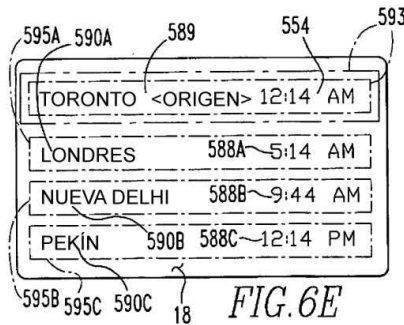 595A 590A 589 554 593
TORONTO <ORIGEN> 12:14 AM
LONDRES 588A 5:14 AM
NUEVA DELHI 588B 9:44 AM
590B
PEKÍN 588C 12:14 PM
595B 595C 590C 18 FIG.6E